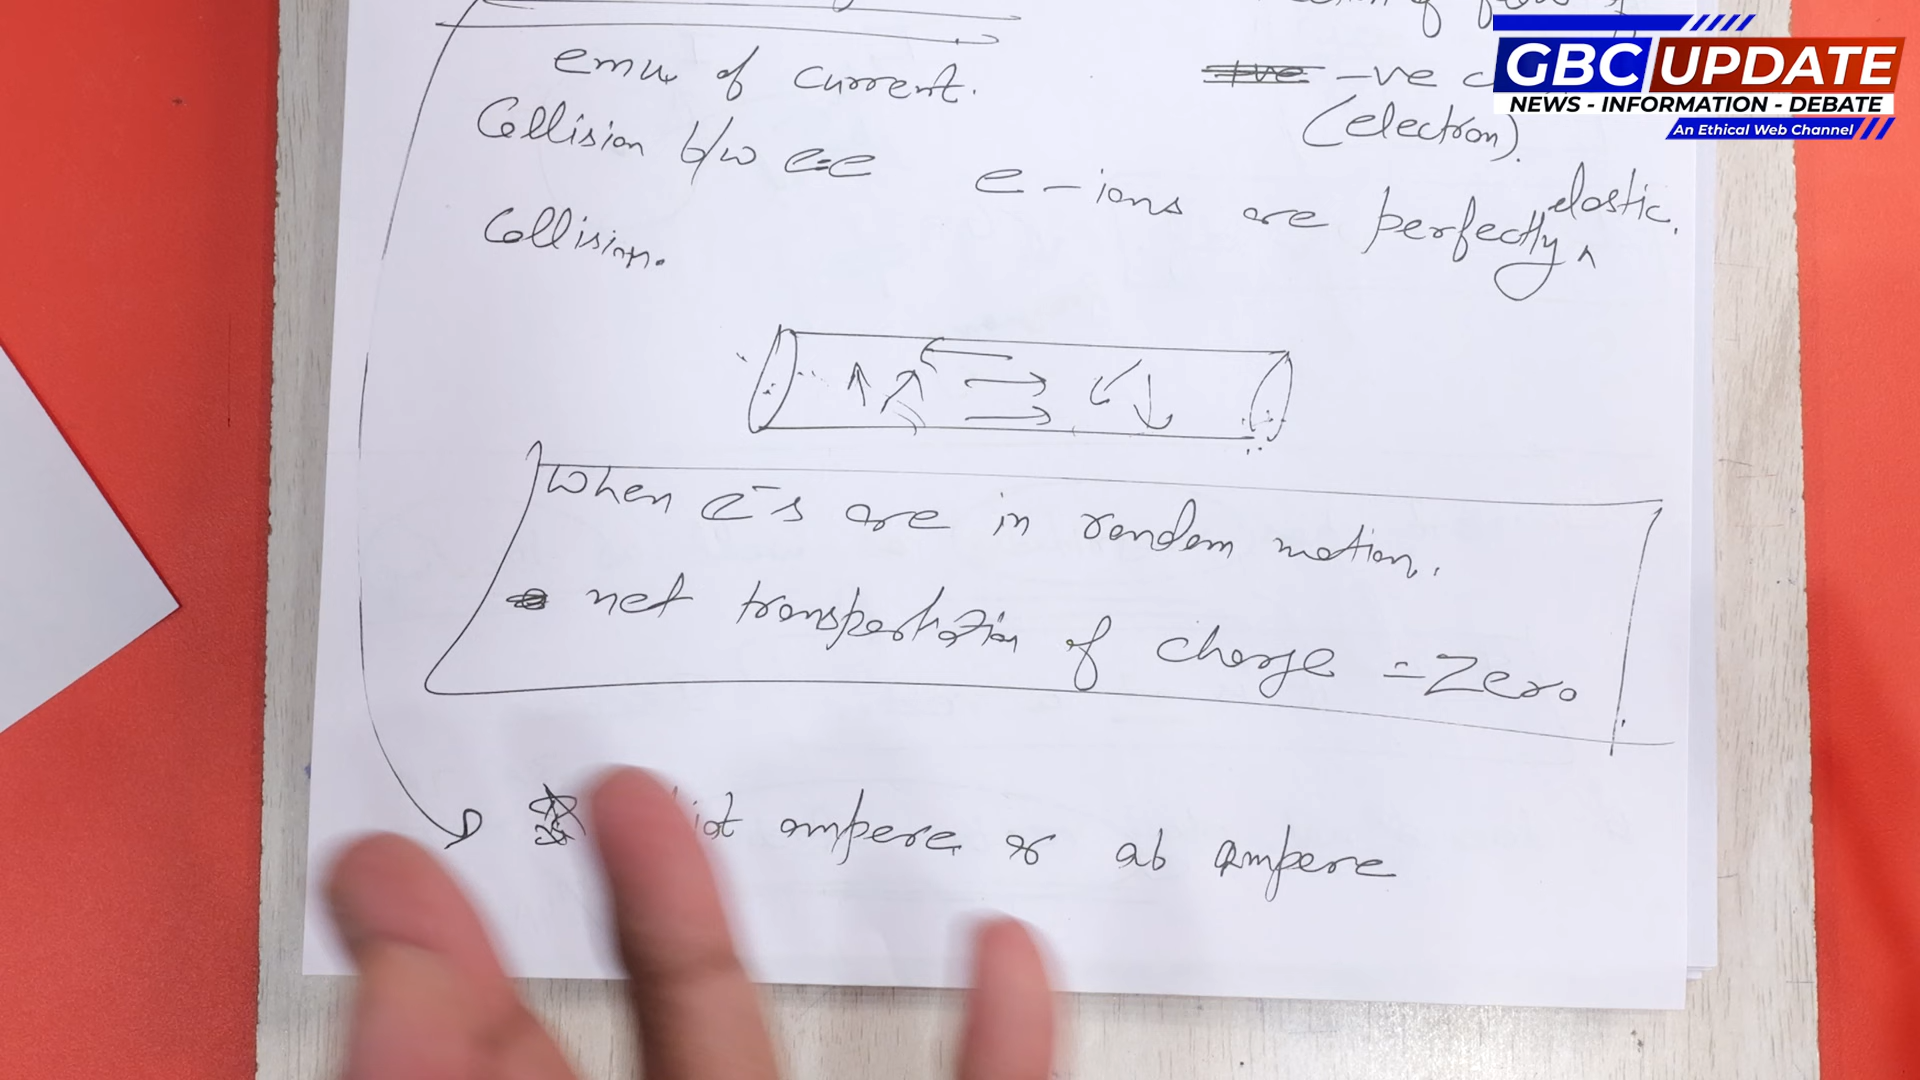 emu of current.
-ve
(electron).
Collision b/w e-e e-ions are perfectly elastic.
Collision.
When e⁻s are in random motion.
net transportation of charge = Zero
ampere or ab ampere
GBC UPDATE
NEWS - INFORMATION - DEBATE
An Ethical Web Channel